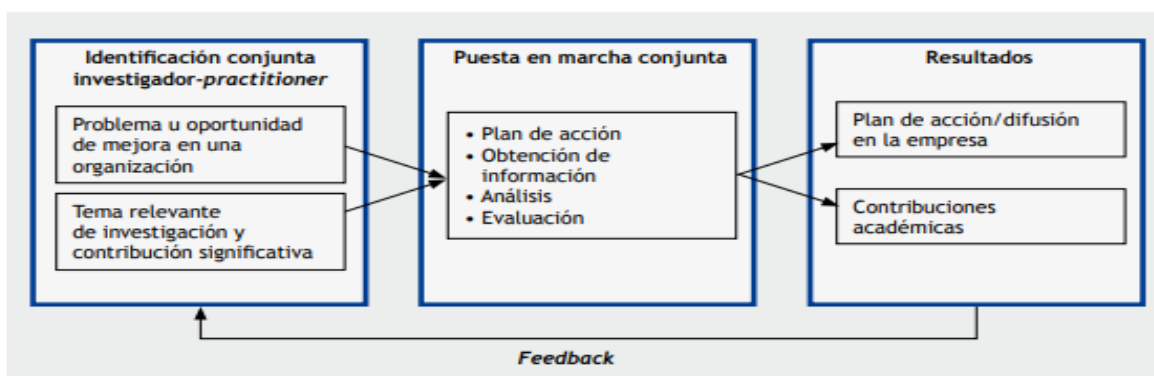 Identificación conjunta
investigador-practitioner
Problema u oportunidad
de mejora en una
organización
Tema relevante
de investigación y
contribución significativa
Puesta en marcha conjunta
• Plan de acción
• Obtención de
información
• Análisis
• Evaluación
Resultados
Plan de acción/difusión
en la empresa
Contribuciones
académicas
Feedback